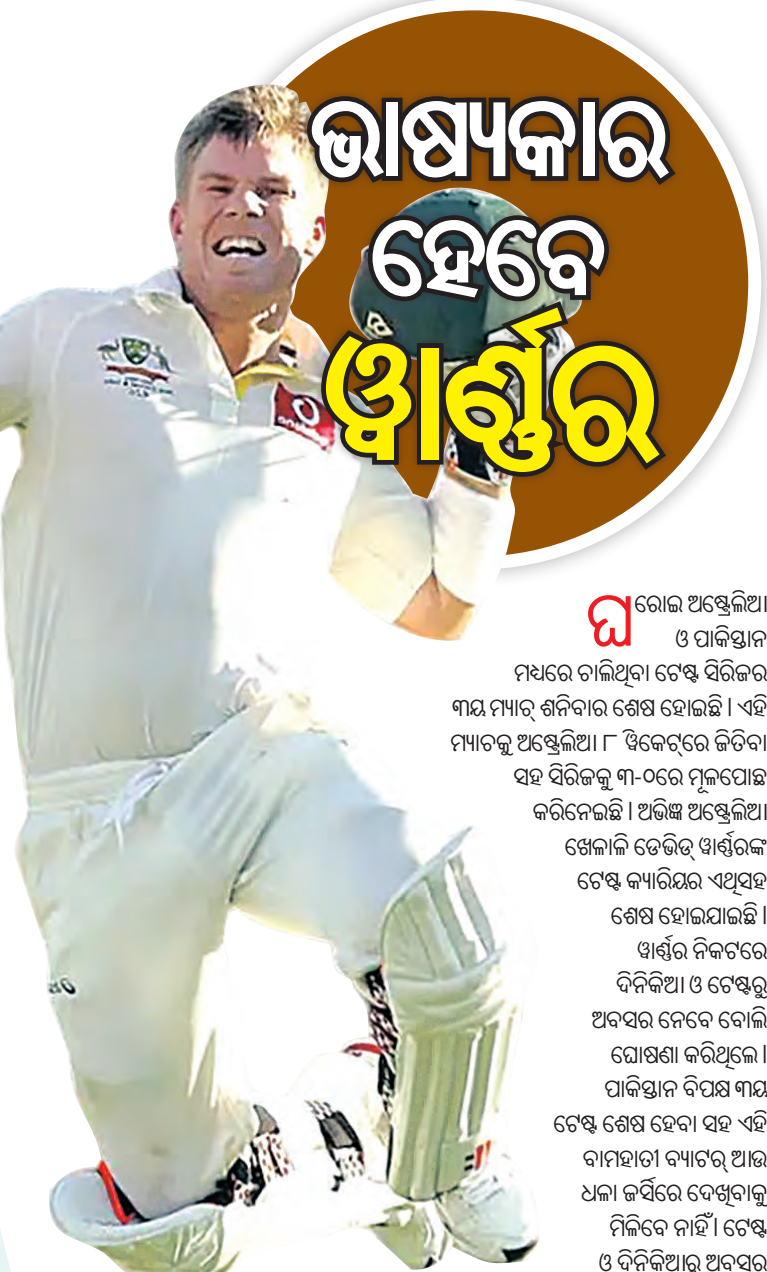 ଭାଷ୍ୟକାର
ହେବେ
ୱାର୍ଣ୍ଣର
ଘରୋଇ ଅଷ୍ଟ୍ରେଲିଆ
ଓ ପାକିସ୍ତାନ
ମଧ୍ୟରେ ଚାଲିଥିବା ଟେଷ୍ଟ ସିରିଜର
୩ୟ ମ୍ୟାଚ୍ ଶନିବାର ଶେଷ ହୋଇଛି । ଏହି
ମ୍ୟାଚକୁ ଅଷ୍ଟ୍ରେଲିଆ ୮ ୱିକେଟ୍‌ରେ ଜିତିବା
ସହ ସିରିଜକୁ ୩-୦ରେ ମୂଳପୋଛ
କରିନେଇଛି । ଅଭିଜ୍ଞ ଅଷ୍ଟ୍ରେଲିଆ
ଖେଳାଳି ଡେଭିଡ୍ ୱାର୍ଣ୍ଣରଙ୍କ
ଟେଷ୍ଟ କ୍ୟାରିୟର ଏଥିସହ
ଶେଷ ହୋଇଯାଇଛି ।
ୱାର୍ଣ୍ଣର ନିକଟରେ
ଦିନିକିଆ ଓ ଟେଷ୍ଟରୁ
ଅବସର ନେବେ ବୋଲି
ଘୋଷଣା କରିଥିଲେ ।
ପାକିସ୍ତାନ ବିପକ୍ଷ ୩ୟ
ଟେଷ୍ଟ ଶେଷ ହେବା ସହ ଏହି
ବାମହାତୀ ବ୍ୟାଟର୍ ଆଉ
ଧଳା ଜର୍ସିରେ ଦେଖିବାକୁ
ମିଳିବେ ନାହିଁ । ଟେଷ୍ଟ
ଓ ଦିନିକିଆରୁ ଅବସର